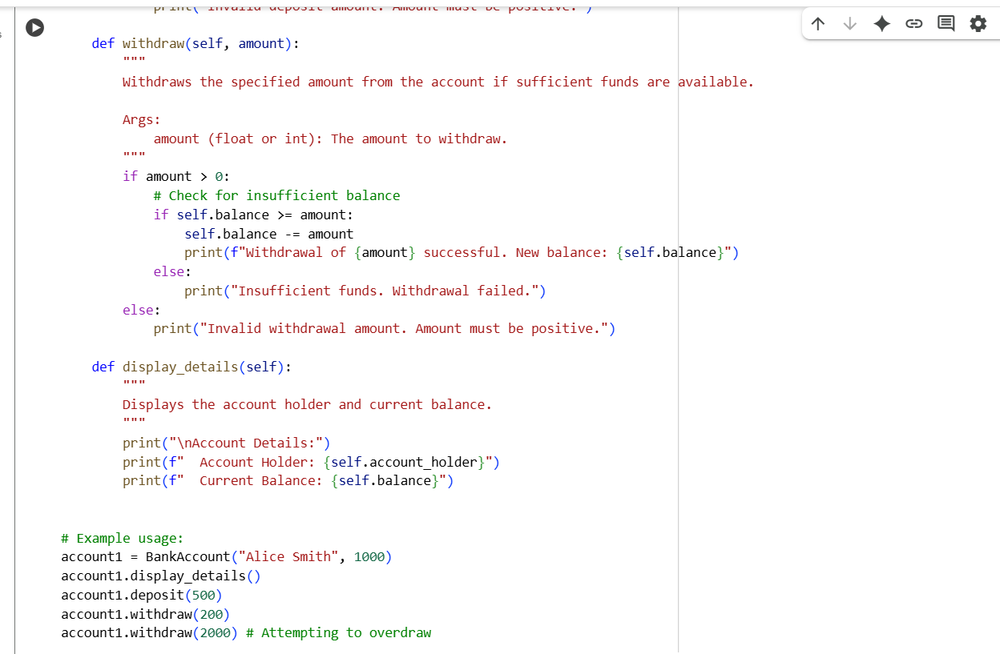 print("Invalid deposit amount. Amount must be positive.")
    def withdraw(self, amount):
        """
        Withdraws the specified amount from the account if sufficient funds are available.

        Args:
            amount (float or int): The amount to withdraw.
        """
        if amount > 0:
            # Check for insufficient balance
            if self.balance >= amount:
                self.balance -= amount
                print(f"Withdrawal of {amount} successful. New balance: {self.balance}")
            else:
                print("Insufficient funds. Withdrawal failed.")
        else:
            print("Invalid withdrawal amount. Amount must be positive.")

    def display_details(self):
        """
        Displays the account holder and current balance.
        """
        print("\nAccount Details:")
        print(f"  Account Holder: {self.account_holder}")
        print(f"  Current Balance: {self.balance}")


# Example usage:
account1 = BankAccount("Alice Smith", 1000)
account1.display_details()
account1.deposit(500)
account1.withdraw(200)
account1.withdraw(2000) # Attempting to overdraw